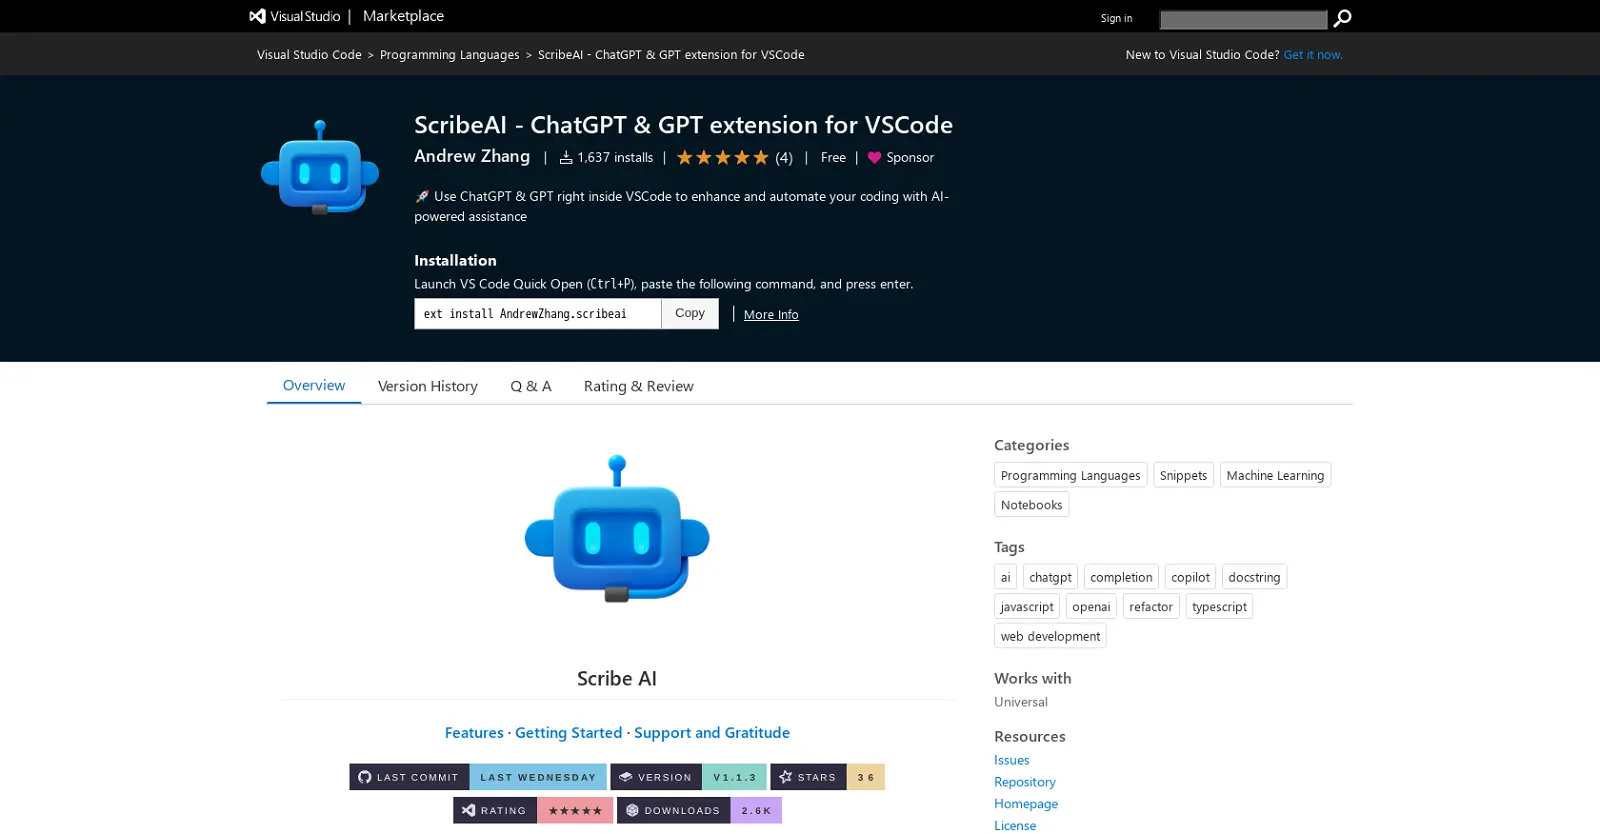 Visual Studio | Marketplace
Sign in
Visual Studio Code > Programming Languages > ScribeAI - ChatGPT & GPT extension for VSCode
New to Visual Studio Code? Get it now.
ScribeAI - ChatGPT & GPT extension for VSCode
Andrew Zhang | 1,637 installs | ★★★★★ (4) | Free | Sponsor
🚀 Use ChatGPT & GPT right inside VSCode to enhance and automate your coding with AI-
powered assistance
Installation
Launch VS Code Quick Open (Ctrl+P), paste the following command, and press enter.
ext install AndrewZhang.scribeai
Copy
| More Info
Overview
Version History
Q & A
Rating & Review
Scribe AI
Features · Getting Started · Support and Gratitude
LAST COMMIT LAST WEDNESDAY VERSION V1.1.3 STARS 36
RATING ★★★★★ DOWNLOADS 2.6K
Categories
Programming Languages Snippets Machine Learning
Notebooks
Tags
ai chatgpt completion copilot docstring
javascript openai refactor typescript
web development
Works with
Universal
Resources
Issues
Repository
Homepage
License